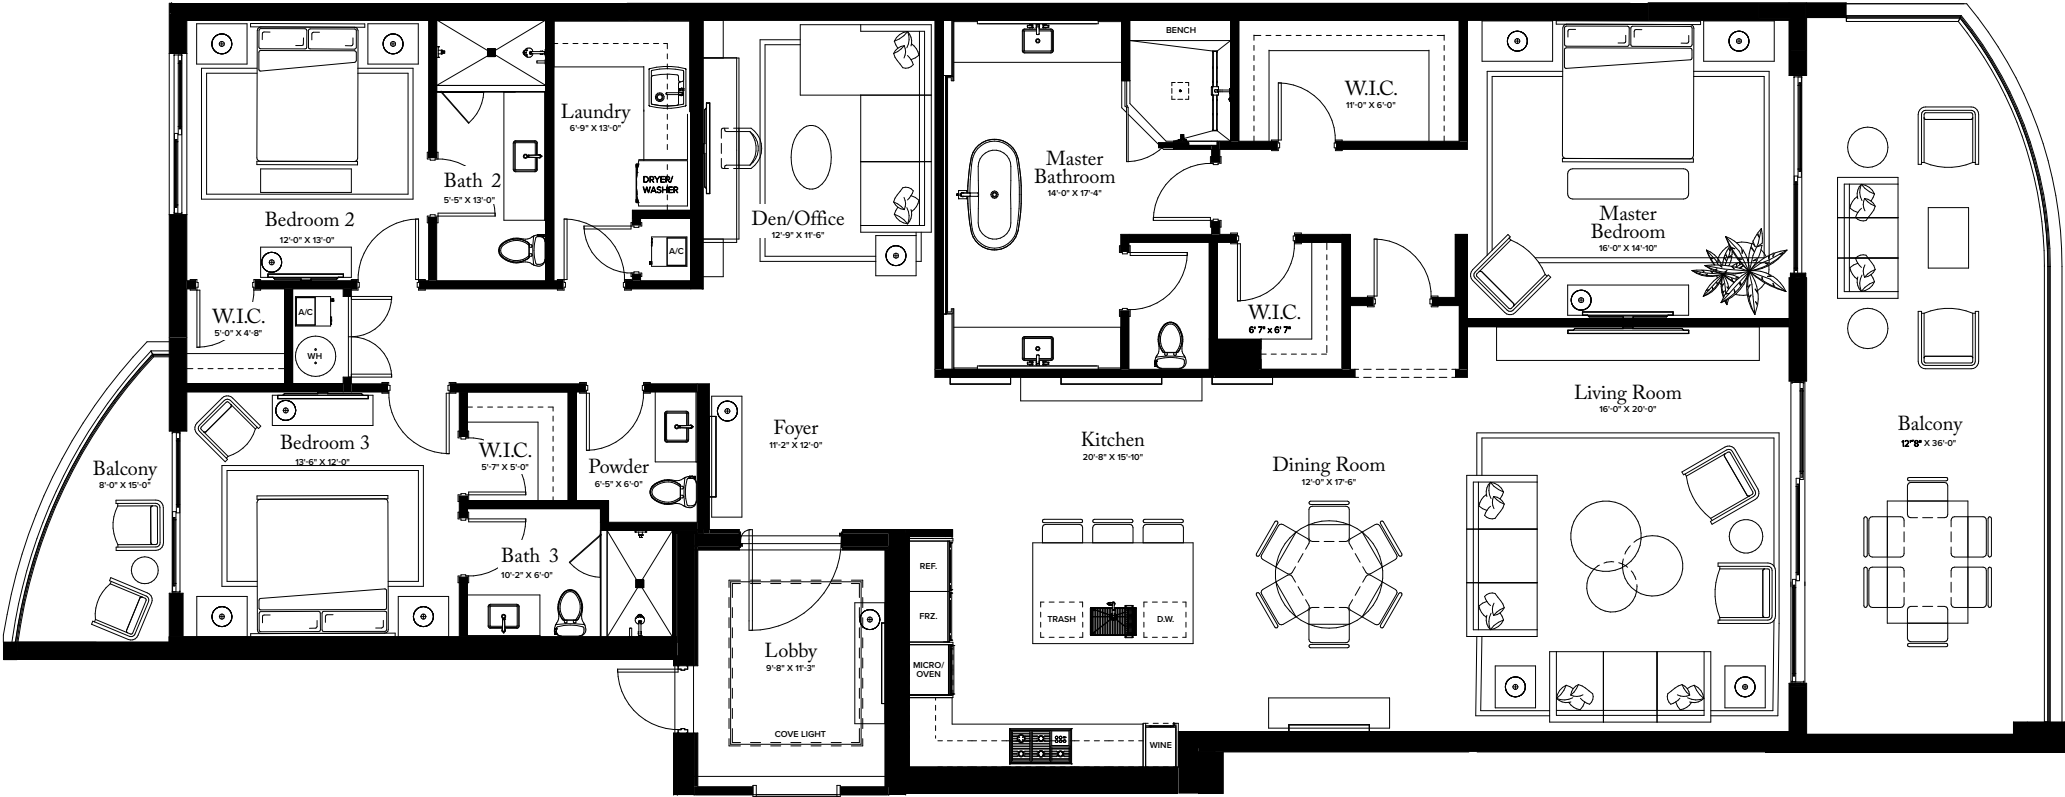 BENCH
W.I.C.
11'-0" X 6'-0"
Laundry
6'-9" X 13'-0"
DRYER/
WASHER
Bath 2
5'-5" X 13'-0"
Bedroom 2
12'-0" X 13'-0"
Den/Office
12'-9" X 11'-6"
A/C
Master
Bathroom
14'-0" X 17'-4"
Master
Bedroom
16'-0" X 14'-10"
W.I.C.
5'-0" X 4'-8"
A/C
WH
W.I.C.
6' 7" x 6' 7"
Living Room
16'-0" X 20'-0"
Balcony
12'-8" X 36'-0"
Bedroom 3
13'-6" X 12'-0"
W.I.C.
5'-7" X 5'-0"
Powder
6'-5" X 6'-0"
Foyer
11'-2" X 12'-0"
Kitchen
20'-8" X 15'-10"
Dining Room
12'-0" X 17'-6"
Balcony
8'-0" X 15'-0"
Bath 3
10'-2" X 6'-0"
REF.
FRZ.
MICRO/
OVEN
TRASH
D.W.
Lobby
9'-8" X 11'-3"
COVE LIGHT
WINE